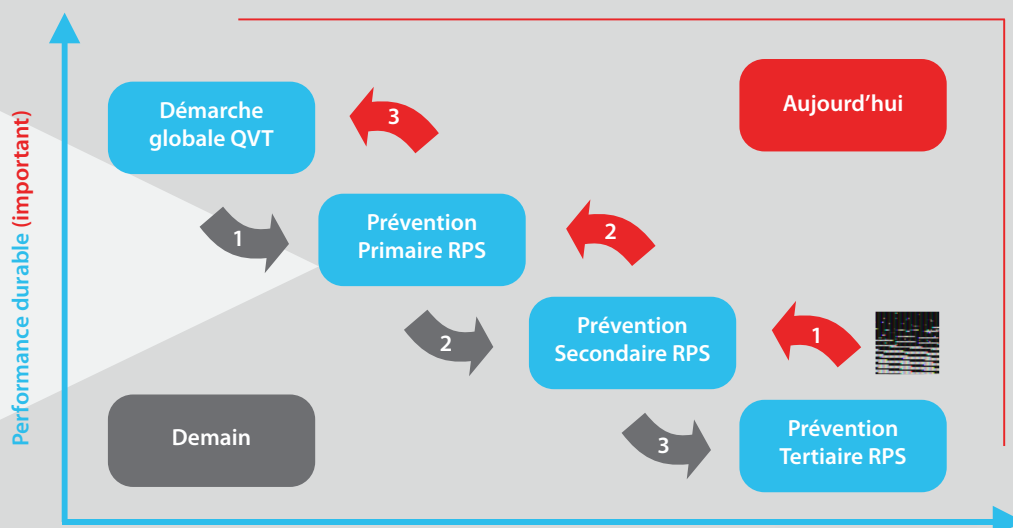 Performance durable (important)
Démarche
globale QVT
3
Aujourd’hui
1
Prévention
Primaire RPS
2
2
Prévention
Secondaire RPS
1
Demain
3
Prévention
Tertiaire RPS